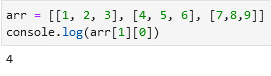 arr = [[1, 2, 3], [4, 5, 6], [7,8,9]]
console.log(arr[1][0])
4